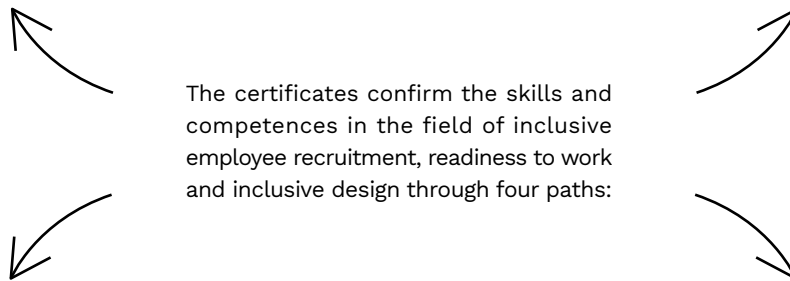 The certificates confirm the skills and
competences in the field of inclusive
employee recruitment, readiness to work
and inclusive design through four paths: